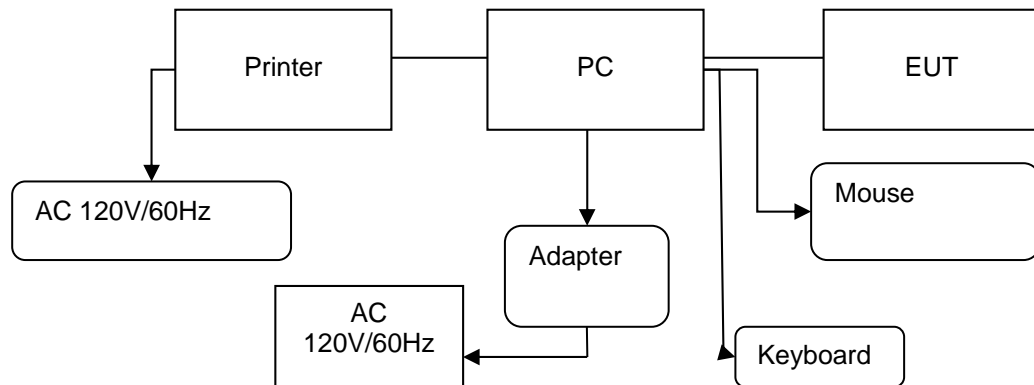 Printer
PC
EUT
AC 120V/60Hz
Mouse
Adapter
AC
120V/60Hz
Keyboard